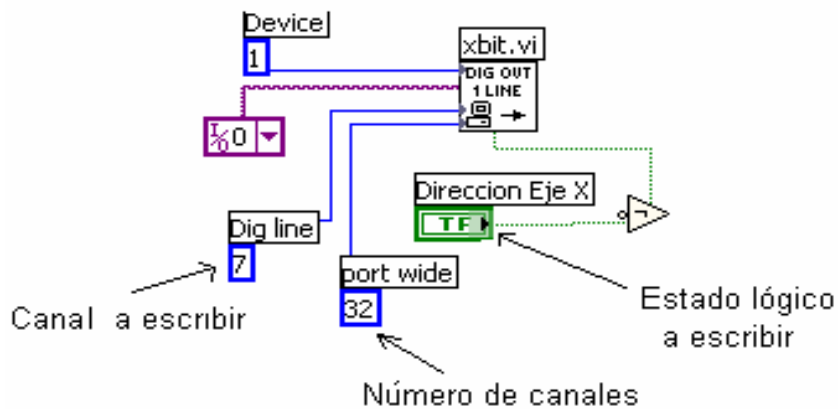 Device
1
xbit.vi
DIG OUT
1 LINE
I/O 0
Direccion Eje X
TF
Dig line
7
port wide
32
Canal a escribir
Estado lógico
a escribir
Número de canales